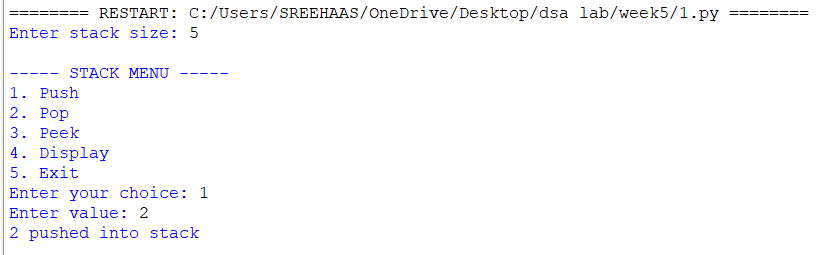 ======== RESTART: C:/Users/SREEHAAS/OneDrive/Desktop/dsa lab/week5/1.py ========
Enter stack size: 5
----- STACK MENU -----
1. Push
2. Pop
3. Peek
4. Display
5. Exit
Enter your choice: 1
Enter value: 2
2 pushed into stack